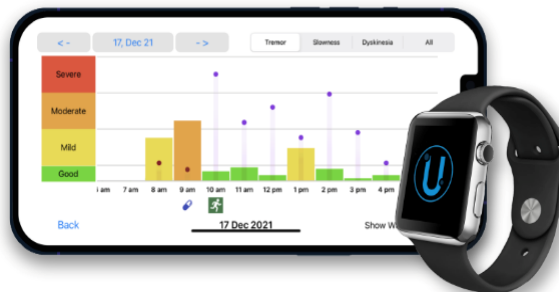 <- 17, Dec 21 -> Tremor Slowness Dyskinesia All
Severe
Moderate
Mild
Good
am 7 am 8 am 9 am 10 am 11 am 12 pm 1 pm 2 pm 3 pm 4 pm
Back 17 Dec 2021 Show W
U